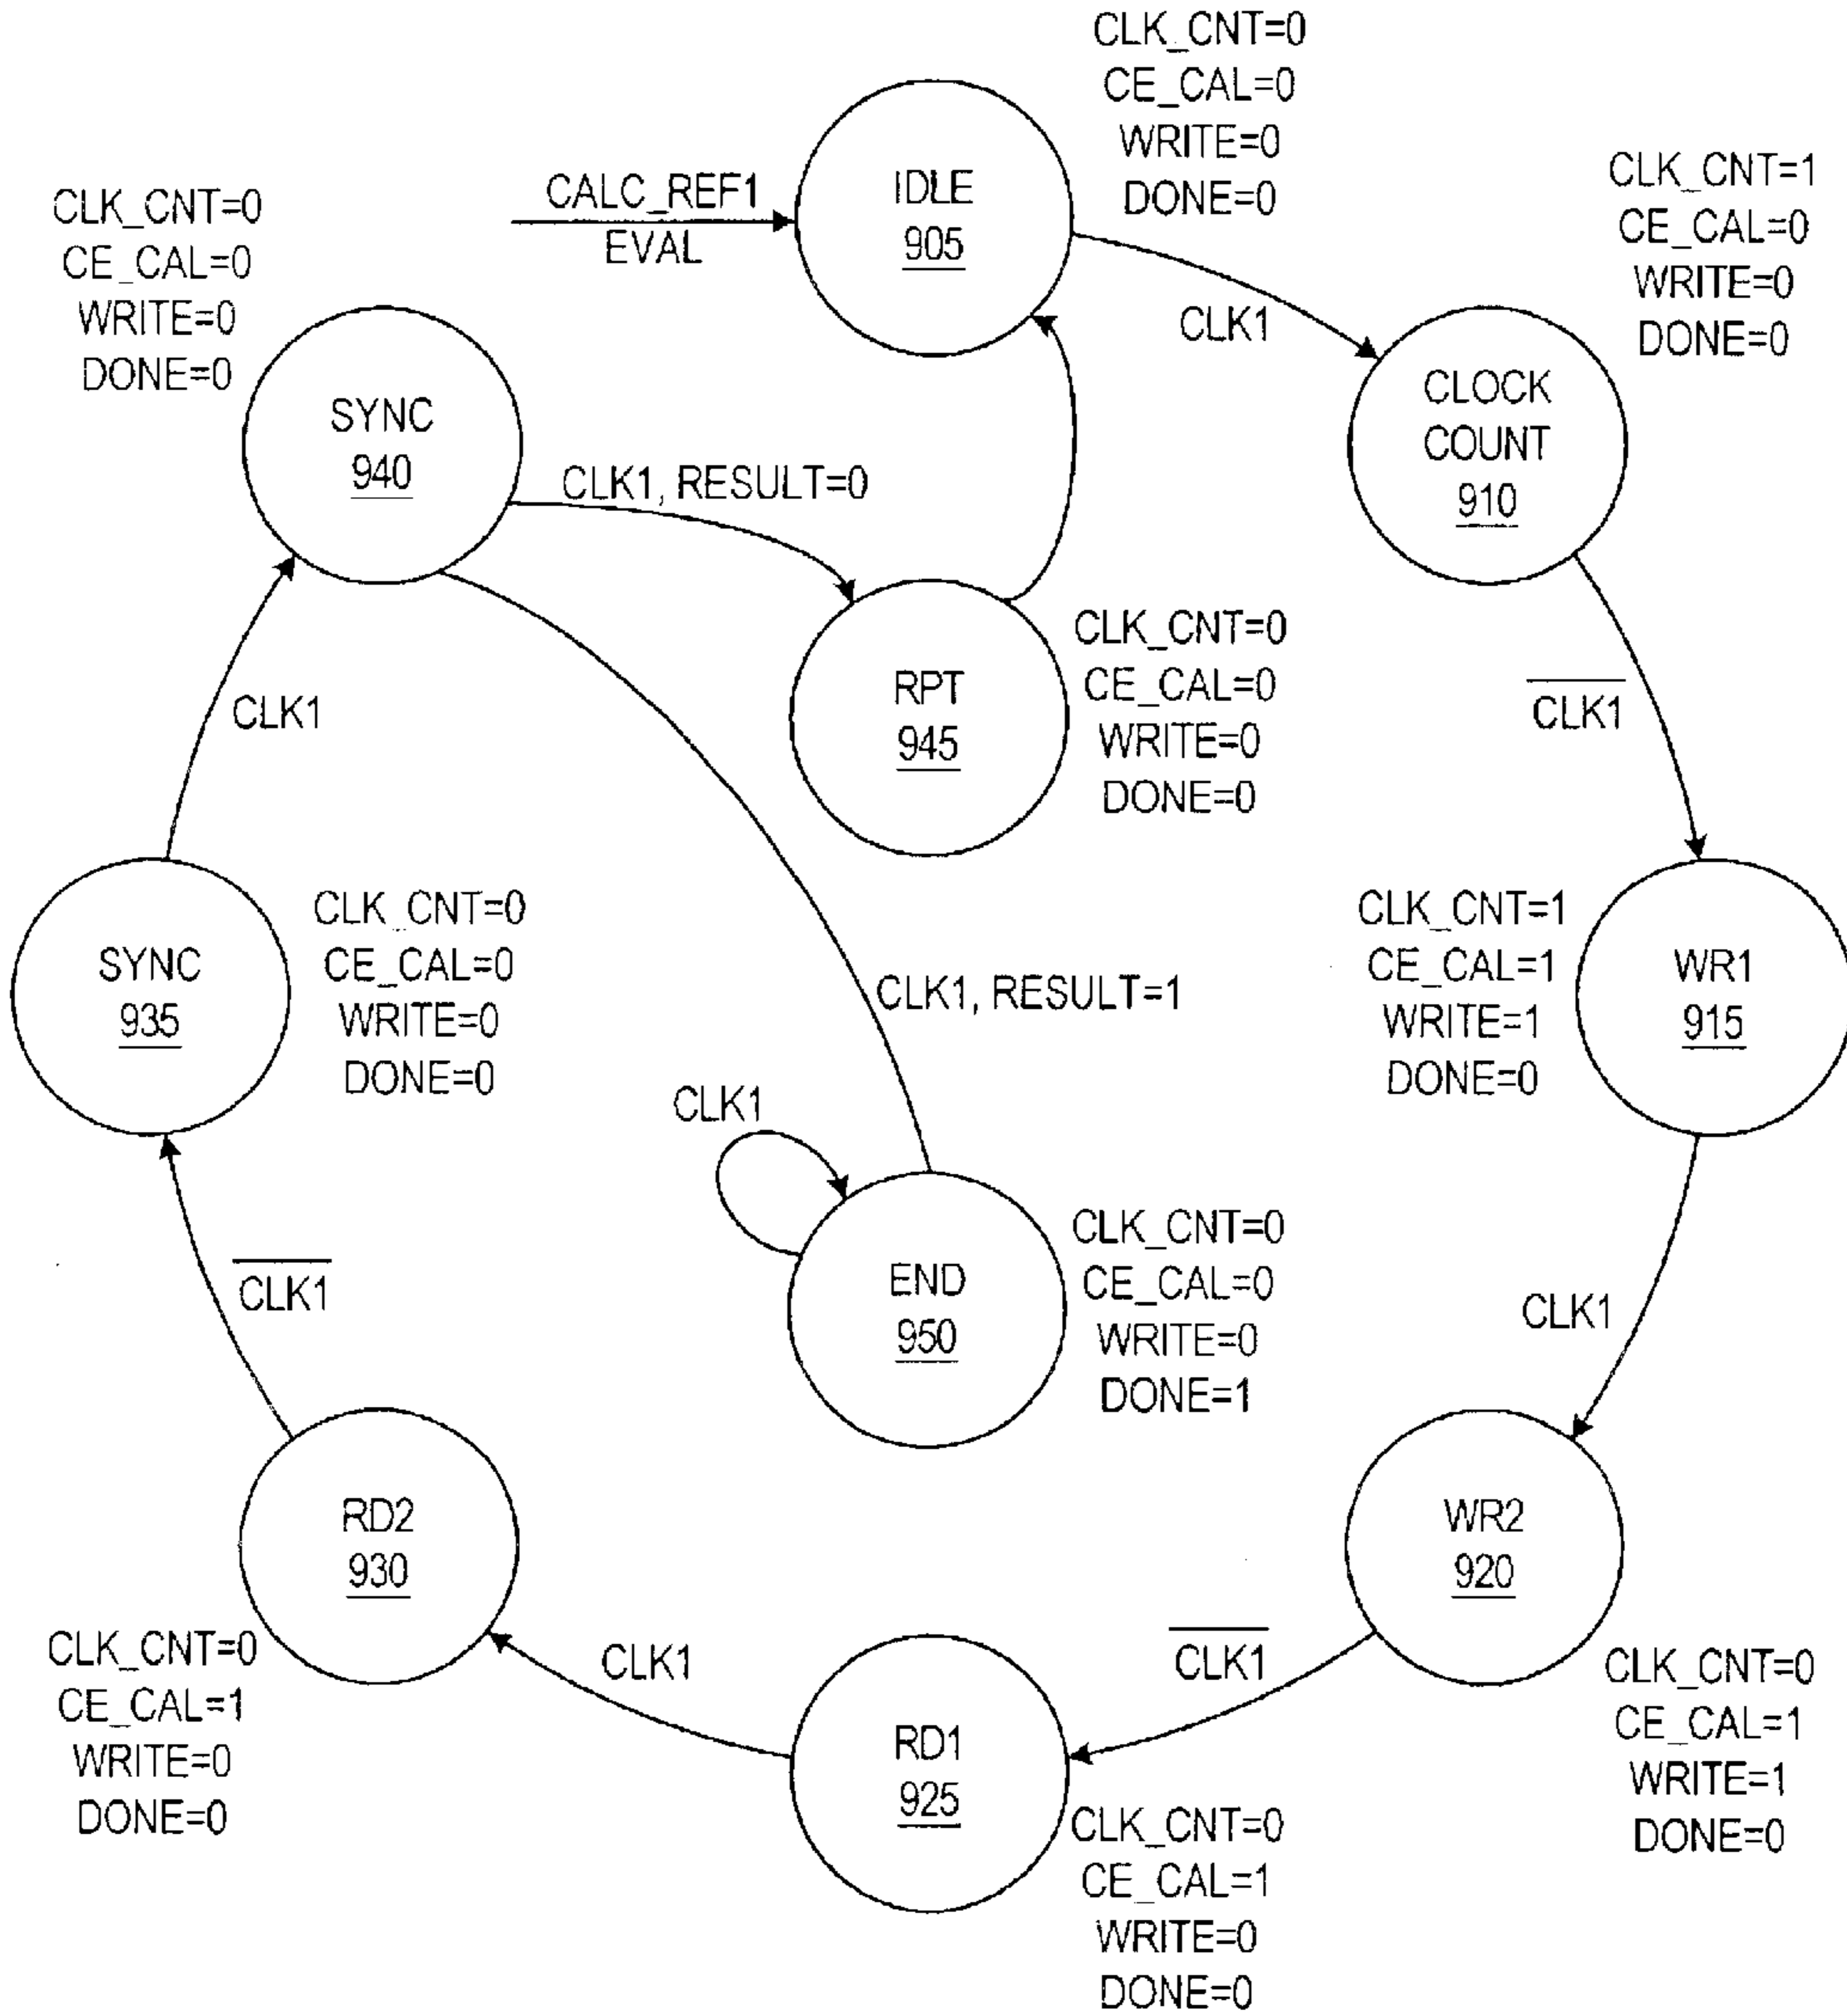 CLK_CNT=0
CE_CAL=0
WRITE=0
DONE=0
CALC_REF1
EVAL
IDLE
905
CLK1
CLK_CNT=1
CE_CAL=0
WRITE=0
DONE=0
CLOCK
COUNT
910
CLK_CNT=0
CE_CAL=0
WRITE=0
DONE=0
SYNC
940
CLK1, RESULT=0
RPT
945
CLK_CNT=0
CE_CAL=0
WRITE=0
DONE=0
C̅L̅K̅1̅
CLK1
SYNC
935
CLK_CNT=0
CE_CAL=0
WRITE=0
DONE=0
CLK1, RESULT=1
CLK_CNT=1
CE_CAL=1
WRITE=1
DONE=0
WR1
915
CLK1
END
950
CLK_CNT=0
CE_CAL=0
WRITE=0
DONE=1
C̅L̅K̅1̅
CLK1
RD2
930
CLK_CNT=0
CE_CAL=1
WRITE=0
DONE=0
CLK1
RD1
925
CLK_CNT=0
CE_CAL=1
WRITE=0
DONE=0
C̅L̅K̅1̅
WR2
920
CLK_CNT=0
CE_CAL=1
WRITE=1
DONE=0